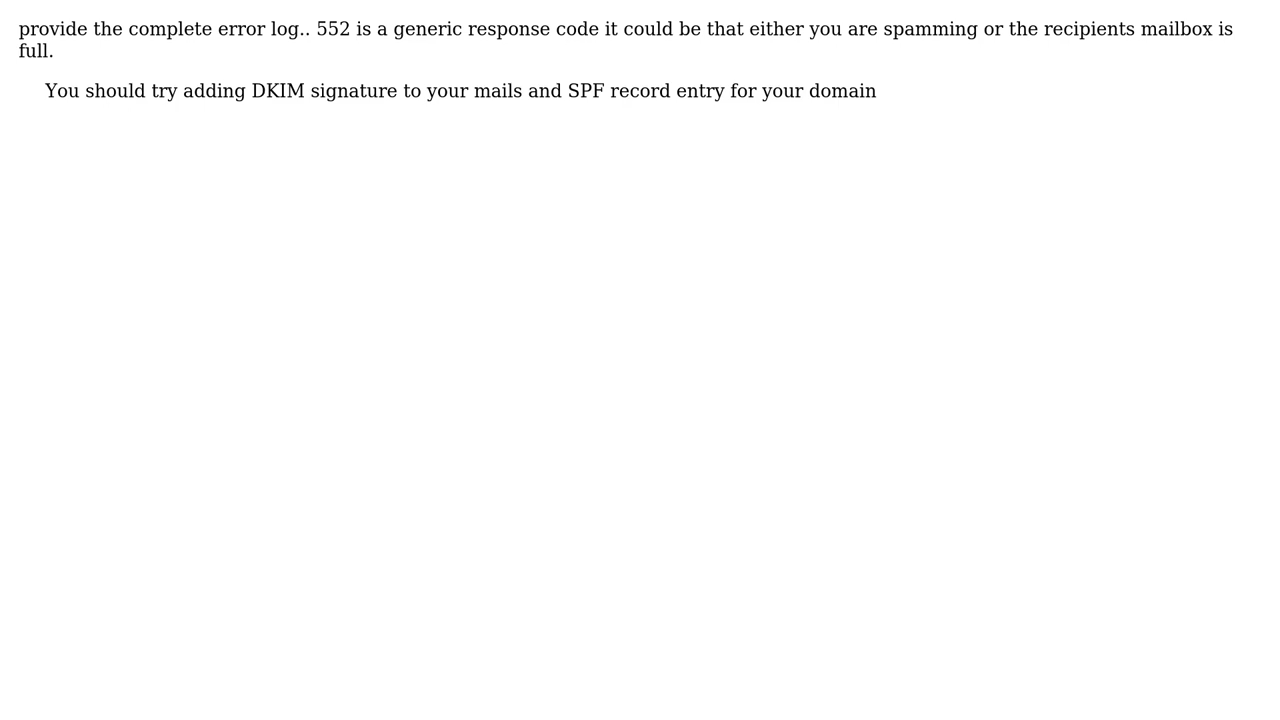 provide the complete error log.. 552 is a generic response code it could be that either you are spamming or the recipients mailbox is
full.
You should try adding DKIM signature to your mails and SPF record entry for your domain